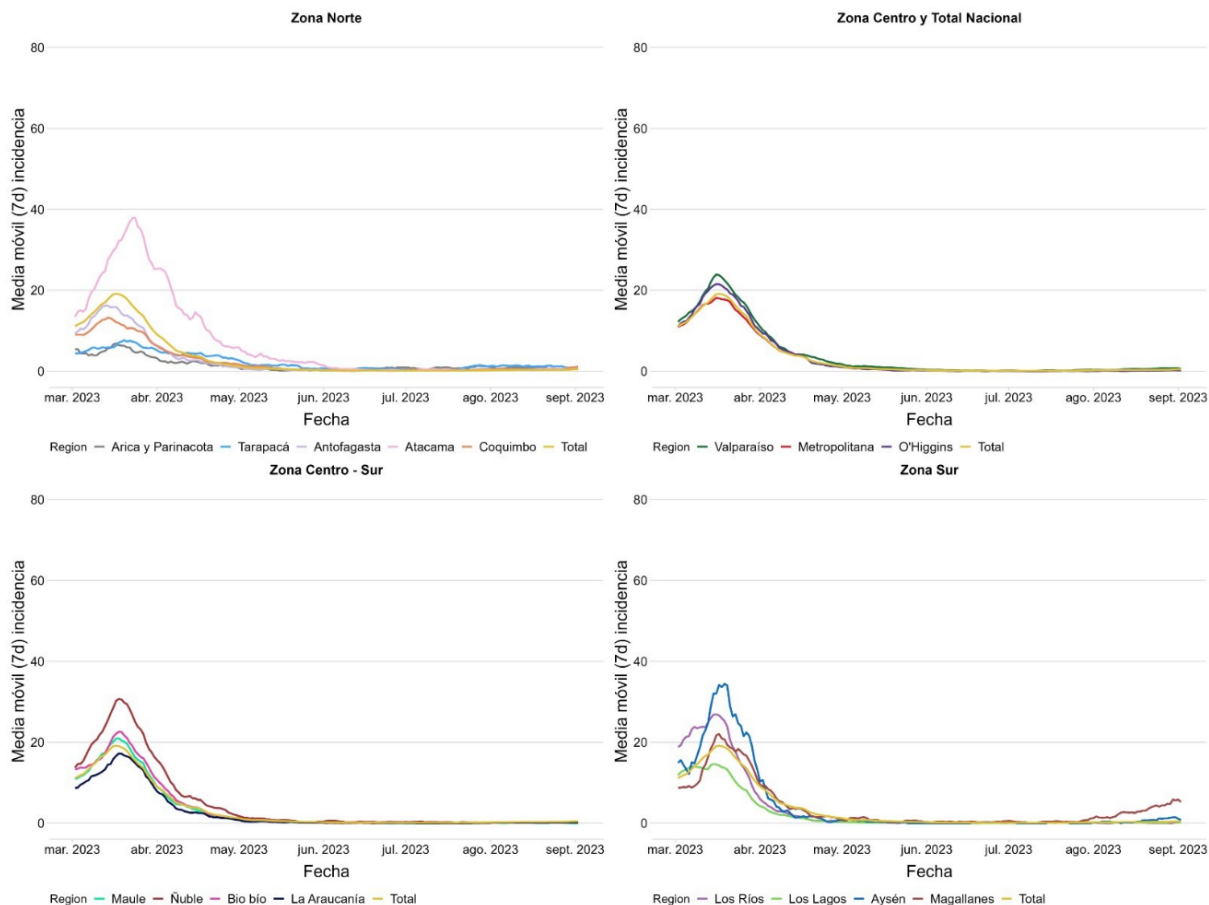 Zona Norte
80
60
40
20
0
Media móvil (7d) incidencia
mar. 2023 abr. 2023 may. 2023 jun. 2023 jul. 2023 ago. 2023 sept. 2023
Fecha
Region Arica y Parinacota Tarapacá Antofagasta Atacama Coquimbo Total
Zona Centro y Total Nacional
80
60
40
20
0
Media móvil (7d) incidencia
mar. 2023 abr. 2023 may. 2023 jun. 2023 jul. 2023 ago. 2023 sept. 2023
Fecha
Region Valparaíso Metropolitana O'Higgins Total
Zona Centro - Sur
80
60
40
20
0
Media móvil (7d) incidencia
mar. 2023 abr. 2023 may. 2023 jun. 2023 jul. 2023 ago. 2023 sept. 2023
Fecha
Region Maule Ñuble Bio bío La Araucanía Total
Zona Sur
80
60
40
20
0
Media móvil (7d) incidencia
mar. 2023 abr. 2023 may. 2023 jun. 2023 jul. 2023 ago. 2023 sept. 2023
Fecha
Region Los Ríos Los Lagos Aysén Magallanes Total